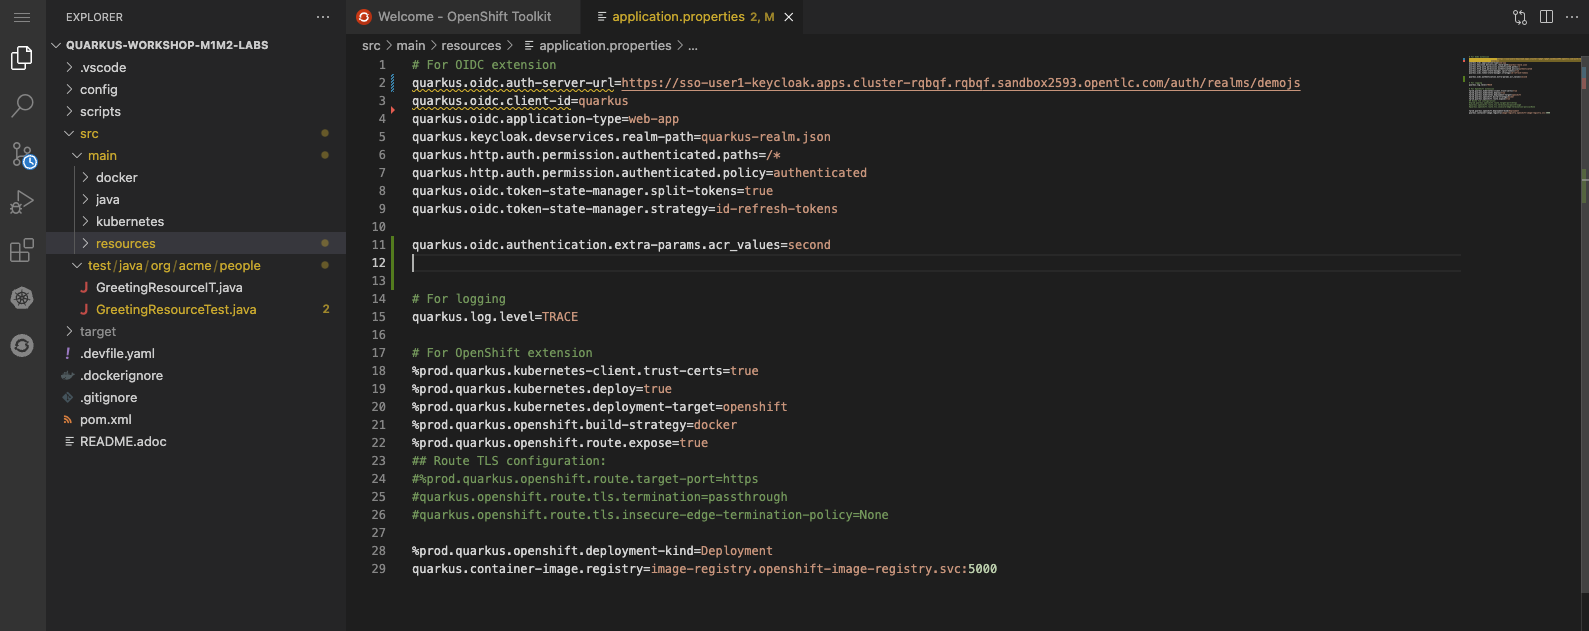 EXPLORER
QUARKUS-WORKSHOP-M1M2-LABS
.vscode
config
scripts
src
main
docker
java
kubernetes
resources
test/java/org/acme/people
GreetingResourceIT.java
GreetingResourceTest.java 2
target
.devfile.yaml
.dockerignore
.gitignore
pom.xml
README.adoc
Welcome - OpenShift Toolkit
application.properties 2, M
src > main > resources > application.properties > ...
1 # For OIDC extension
2 quarkus.oidc.auth-server-url=https://sso-user1-keycloak.apps.cluster-rqbqf.rqbqf.sandbox2593.opentlc.com/auth/realms/demojs
3 quarkus.oidc.client-id=quarkus
4 quarkus.oidc.application-type=web-app
5 quarkus.keycloak.devservices.realm-path=quarkus-realm.json
6 quarkus.http.auth.permission.authenticated.paths=/*
7 quarkus.http.auth.permission.authenticated.policy=authenticated
8 quarkus.oidc.token-state-manager.split-tokens=true
9 quarkus.oidc.token-state-manager.strategy=id-refresh-tokens
10
11 quarkus.oidc.authentication.extra-params.acr_values=second
12
13
14 # For logging
15 quarkus.log.level=TRACE
16
17 # For OpenShift extension
18 %prod.quarkus.kubernetes-client.trust-certs=true
19 %prod.quarkus.kubernetes.deploy=true
20 %prod.quarkus.kubernetes.deployment-target=openshift
21 %prod.quarkus.openshift.build-strategy=docker
22 %prod.quarkus.openshift.route.expose=true
23 ## Route TLS configuration:
24 #%prod.quarkus.openshift.route.target-port=https
25 #quarkus.openshift.route.tls.termination=passthrough
26 #quarkus.openshift.route.tls.insecure-edge-termination-policy=None
27
28 %prod.quarkus.openshift.deployment-kind=Deployment
29 quarkus.container-image.registry=image-registry.openshift-image-registry.svc:5000